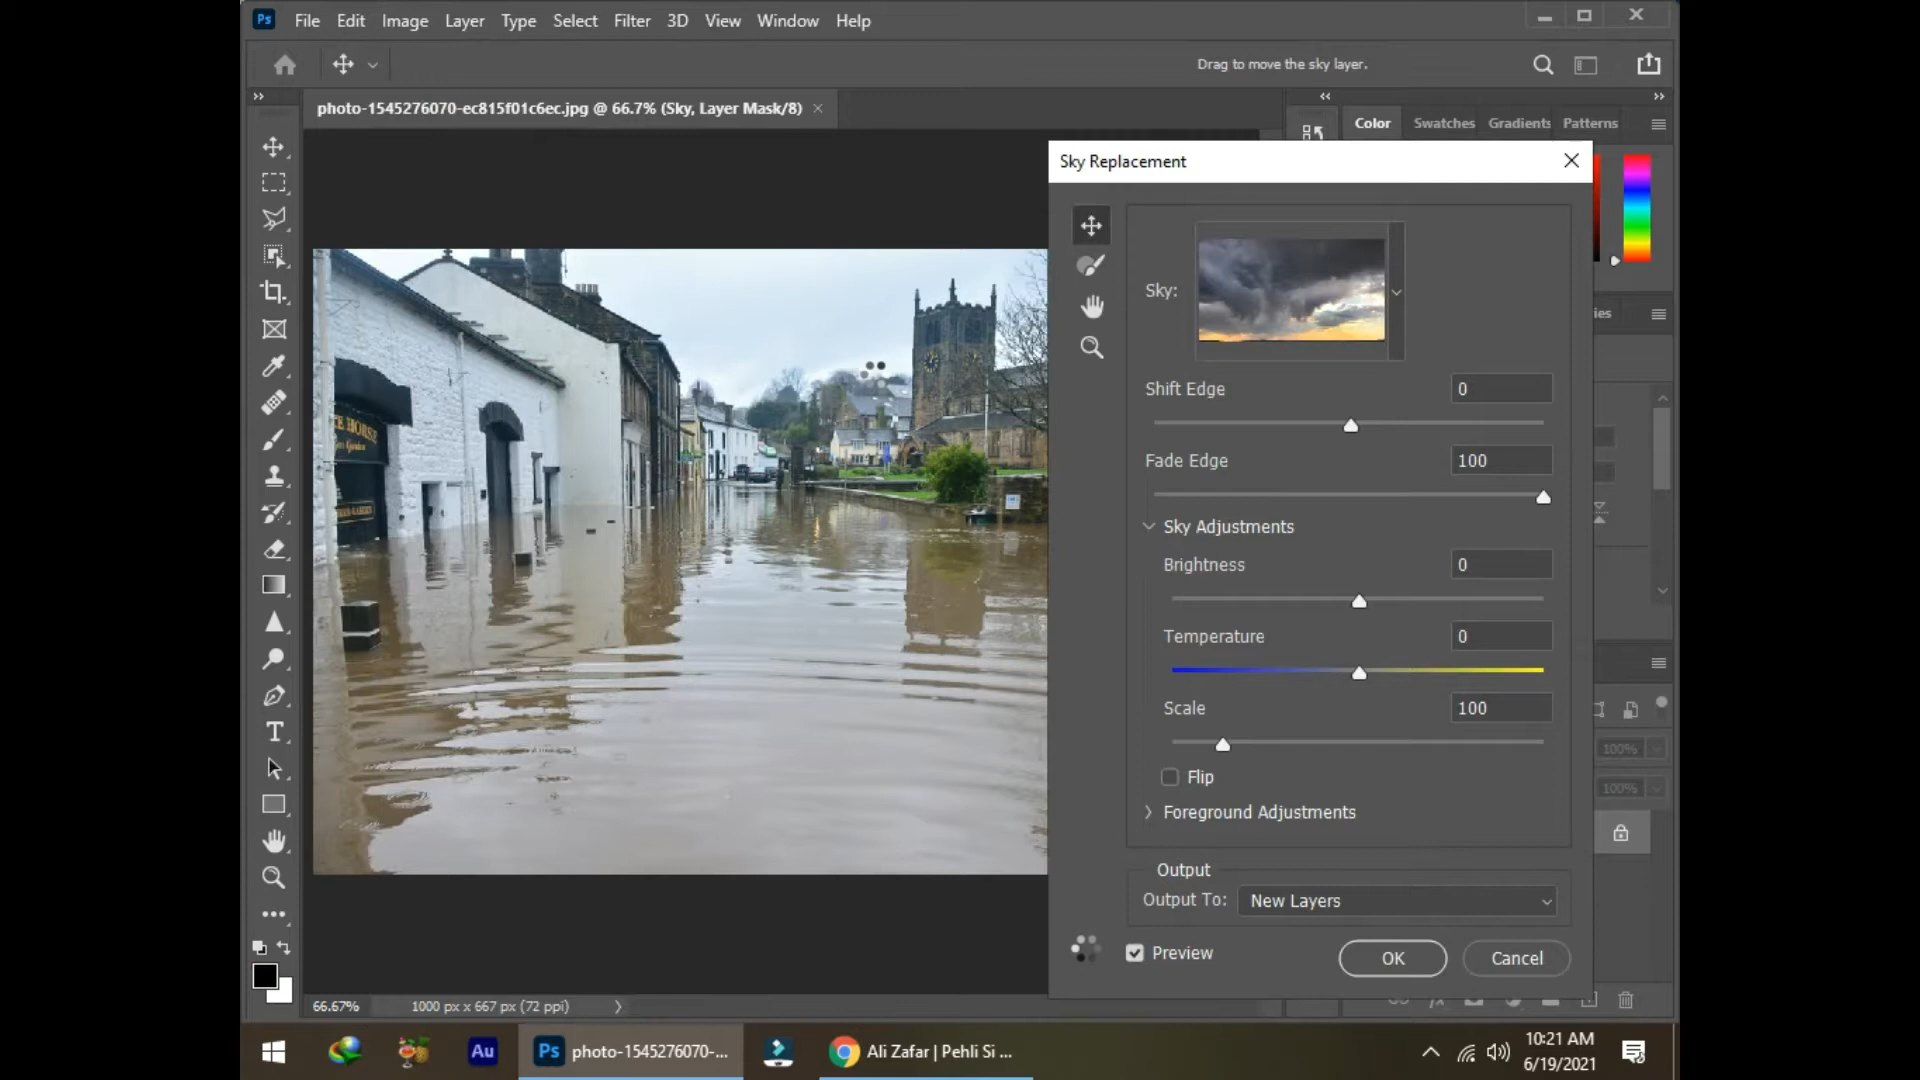 Ps File Edit Image Layer Type Select Filter 3D View Window Help
Drag to move the sky layer.
photo-1545276070-ec815f01c6ec.jpg @ 66.7% (Sky, Layer Mask/8)
Color Swatches Gradients Patterns
Sky Replacement
Sky:
Shift Edge 0
Fade Edge 100
Sky Adjustments
Brightness 0
Temperature 0
Scale 100
Flip
Foreground Adjustments
Output
Output To: New Layers
Preview OK Cancel
ies
100%
100%
HORSE
66.67% 1000 px x 667 px (72 ppi)
Au Ps photo-1545276070-... Ali Zafar | Pehli Si ...
10:21 AM
6/19/2021